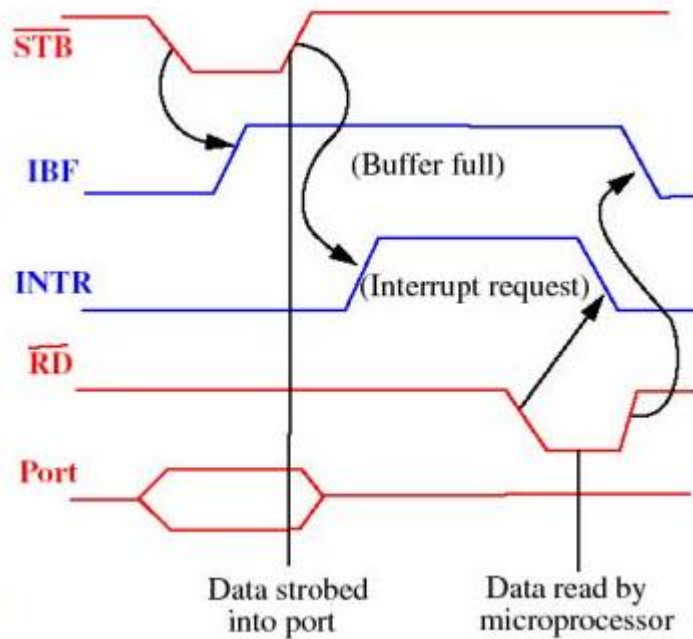 STB
IBF
(Buffer full)
INTR
(Interrupt request)
RD
Port
Data strobed
into port
Data read by
microprocessor